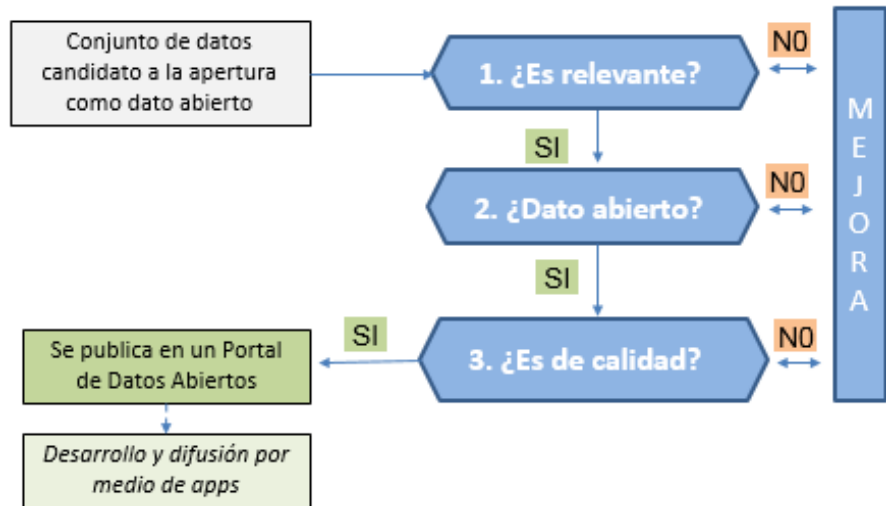 Conjunto de datos
candidato a la apertura
como dato abierto
1. ¿Es relevante?
N0
SI
2. ¿Dato abierto?
N0
SI
3. ¿Es de calidad?
N0
SI
Se publica en un Portal
de Datos Abiertos
Desarrollo y difusión por
medio de apps
M
E
J
O
R
A